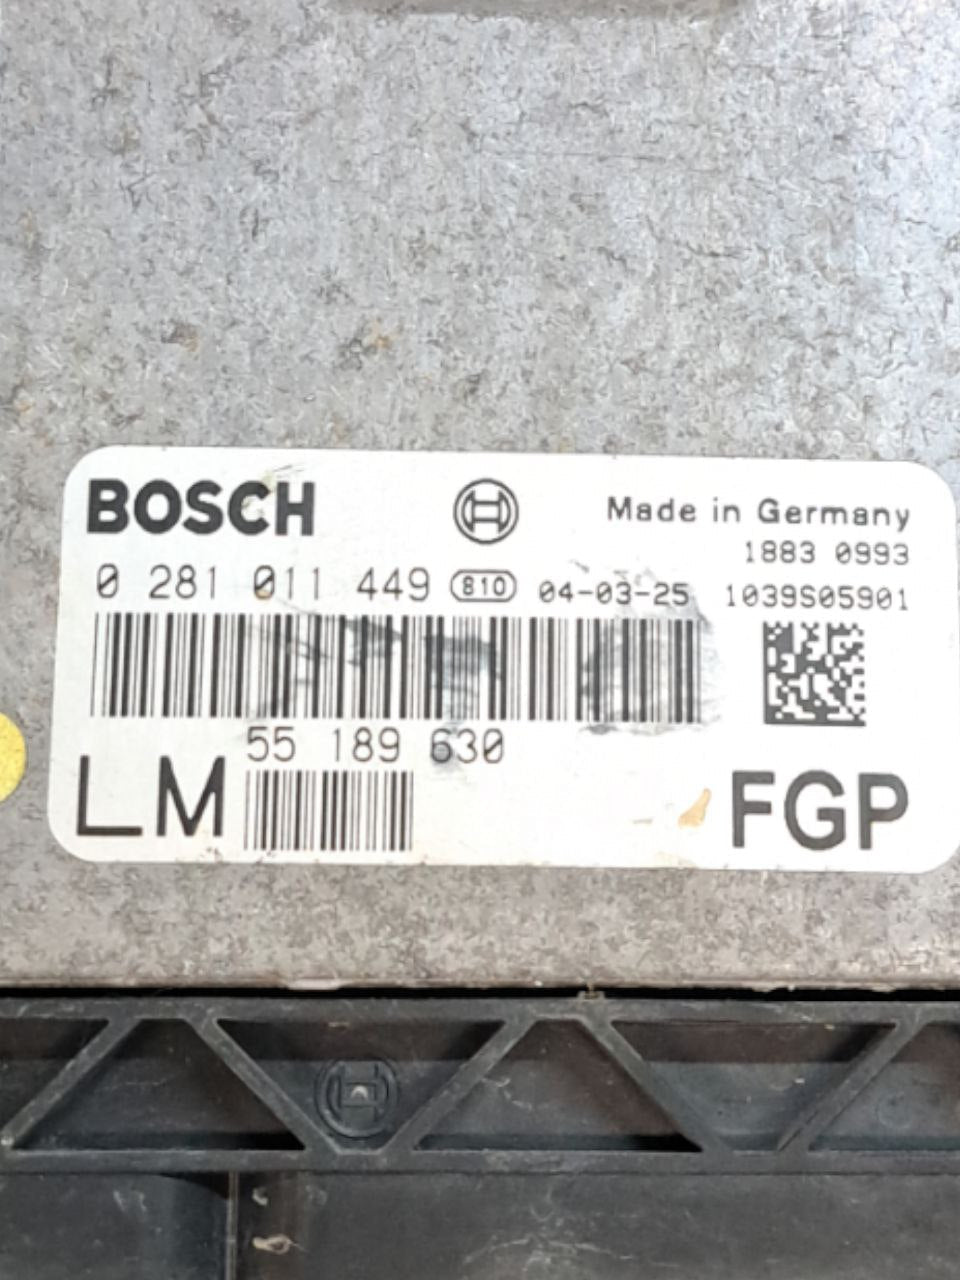 BOSCH
Made in Germany
1883 0993
0 281 011 449 810 04-03-25 1039S05901
55 189 630
LM
FGP